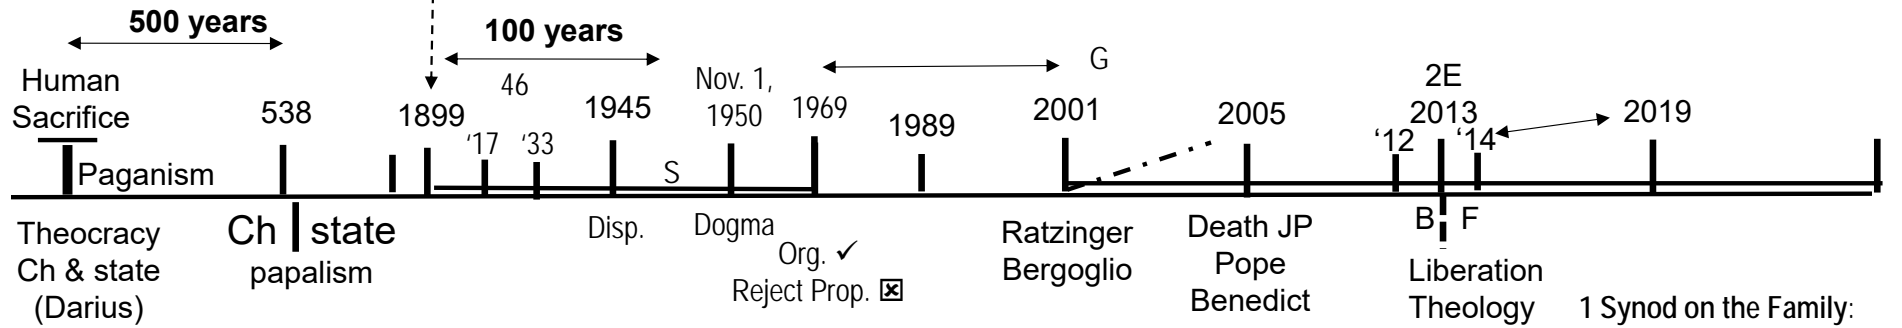 500 years
100 years
Human
Sacrifice
46
Nov. 1,
1950
G
2E
538
1899
'17
'33
1945
1969
1989
2001
2005
'12
2013
'14
2019
Paganism
S
Theocracy
Ch & state
(Darius)
Ch | state
papalism
Disp.
Dogma
Org. ✓
Reject Prop. ☒
Ratzinger
Bergoglio
Death JP
Pope
Benedict
B F
Liberation
Theology
1 Synod on the Family: